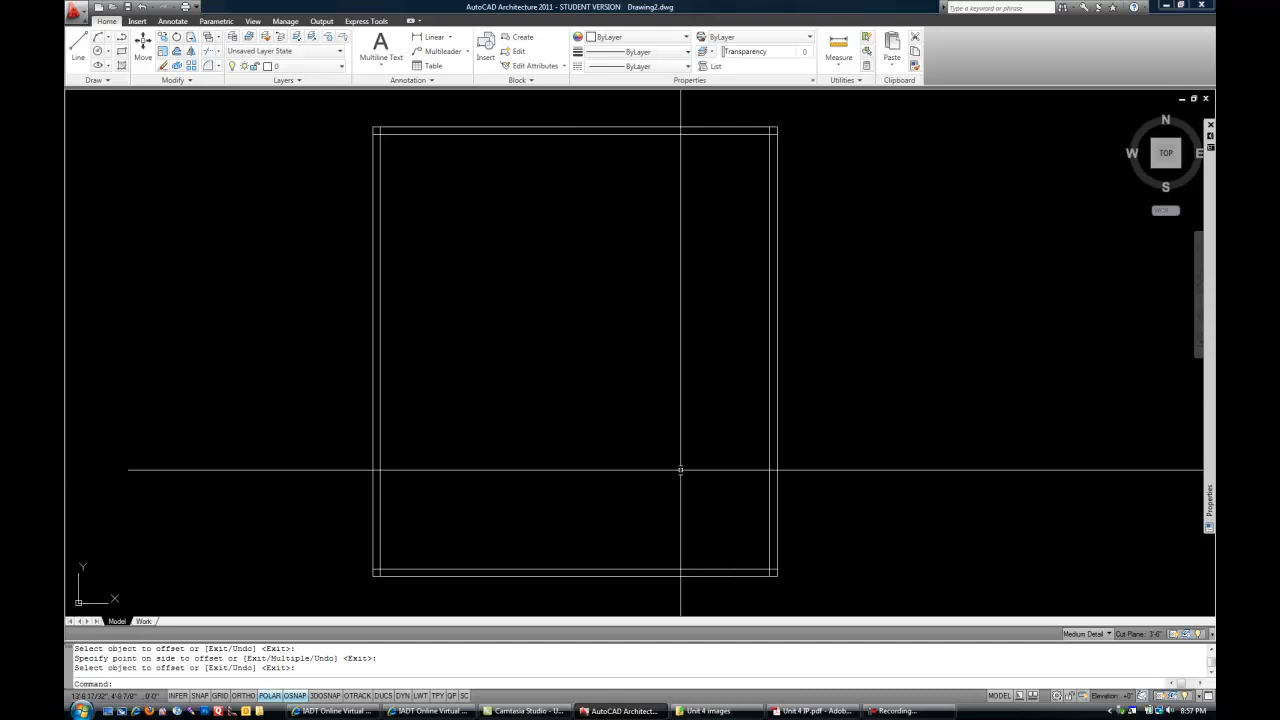 AutoCAD Architecture 2011 - STUDENT VERSION Drawing2.dwg
Type a keyword or phrase
Home Insert Annotate Parametric View Manage Output Express Tools
Line
Move
Unsaved Layer State
0
Multiline Text
Linear
Multileader
Table
Insert
Create
Edit
Edit Attributes
ByLayer
ByLayer
ByLayer
ByLayer
Transparency 0
List
Measure
Paste
Draw Modify Layers Annotation Block Properties Utilities Clipboard
N
W TOP E
S
Properties
Y
X
Model Work
Medium Detail Cut Plane: 3'-6"
Select object to offset or [Exit/Undo] <Exit>:
Specify point on side to offset or [Exit/Multiple/Undo] <Exit>:
Select object to offset or [Exit/Undo] <Exit>:
Command:
INFER SNAP GRID ORTHO POLAR OSNAP 3DOSNAP OTRACK DUCS DYN LWT TPY QP SC
MODEL
Elevation: +0"
IADT Online Virtual ... IADT Online Virtual ... Camtasia Studio - U... AutoCAD Architect... Unit 4 images Unit 4 IP.pdf - Adob... Recording...
8:57 PM